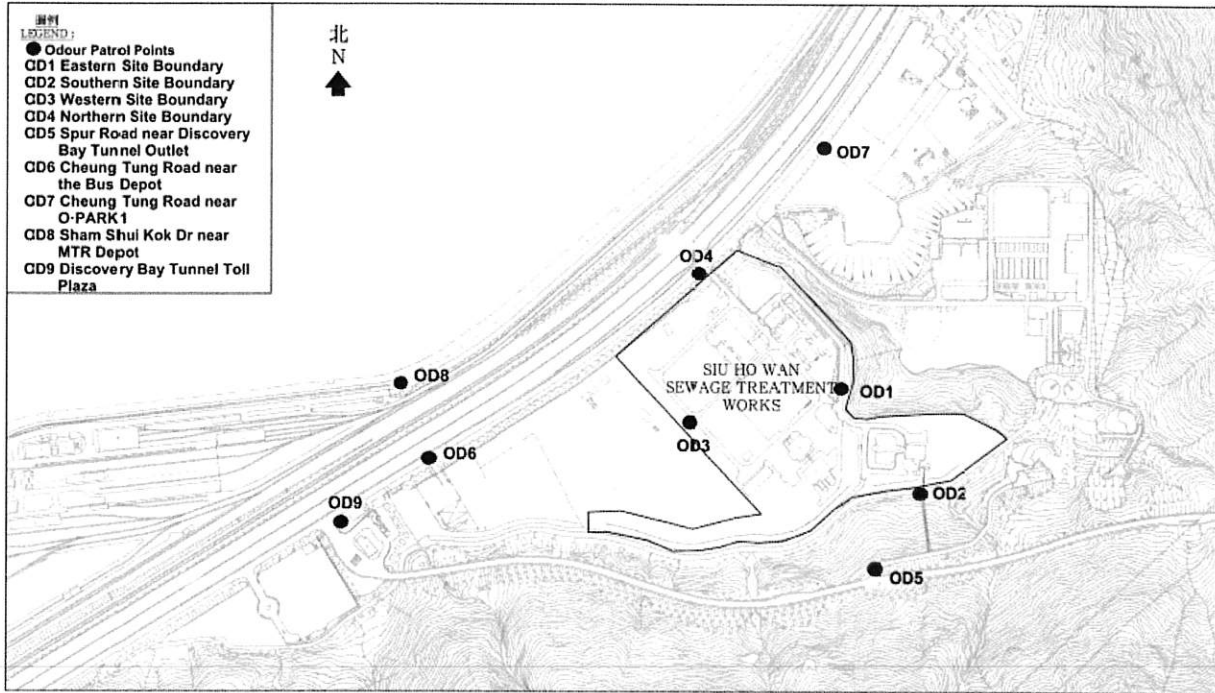 圖例
LEGEND :
Odour Patrol Points
OD1 Eastern Site Boundary
OD2 Southern Site Boundary
OD3 Western Site Boundary
OD4 Northern Site Boundary
OD5 Spur Road near Discovery
Bay Tunnel Outlet
OD6 Cheung Tung Road near
the Bus Depot
OD7 Cheung Tung Road near
O·PARK1
OD8 Sham Shui Kok Dr near
MTR Depot
OD9 Discovery Bay Tunnel Toll
Plaza
北
N
OD7
OD4
OD8
SIU HO WAN
SEWAGE TREATMENT
WORKS
OD1
OD3
OD6
OD2
OD9
OD5